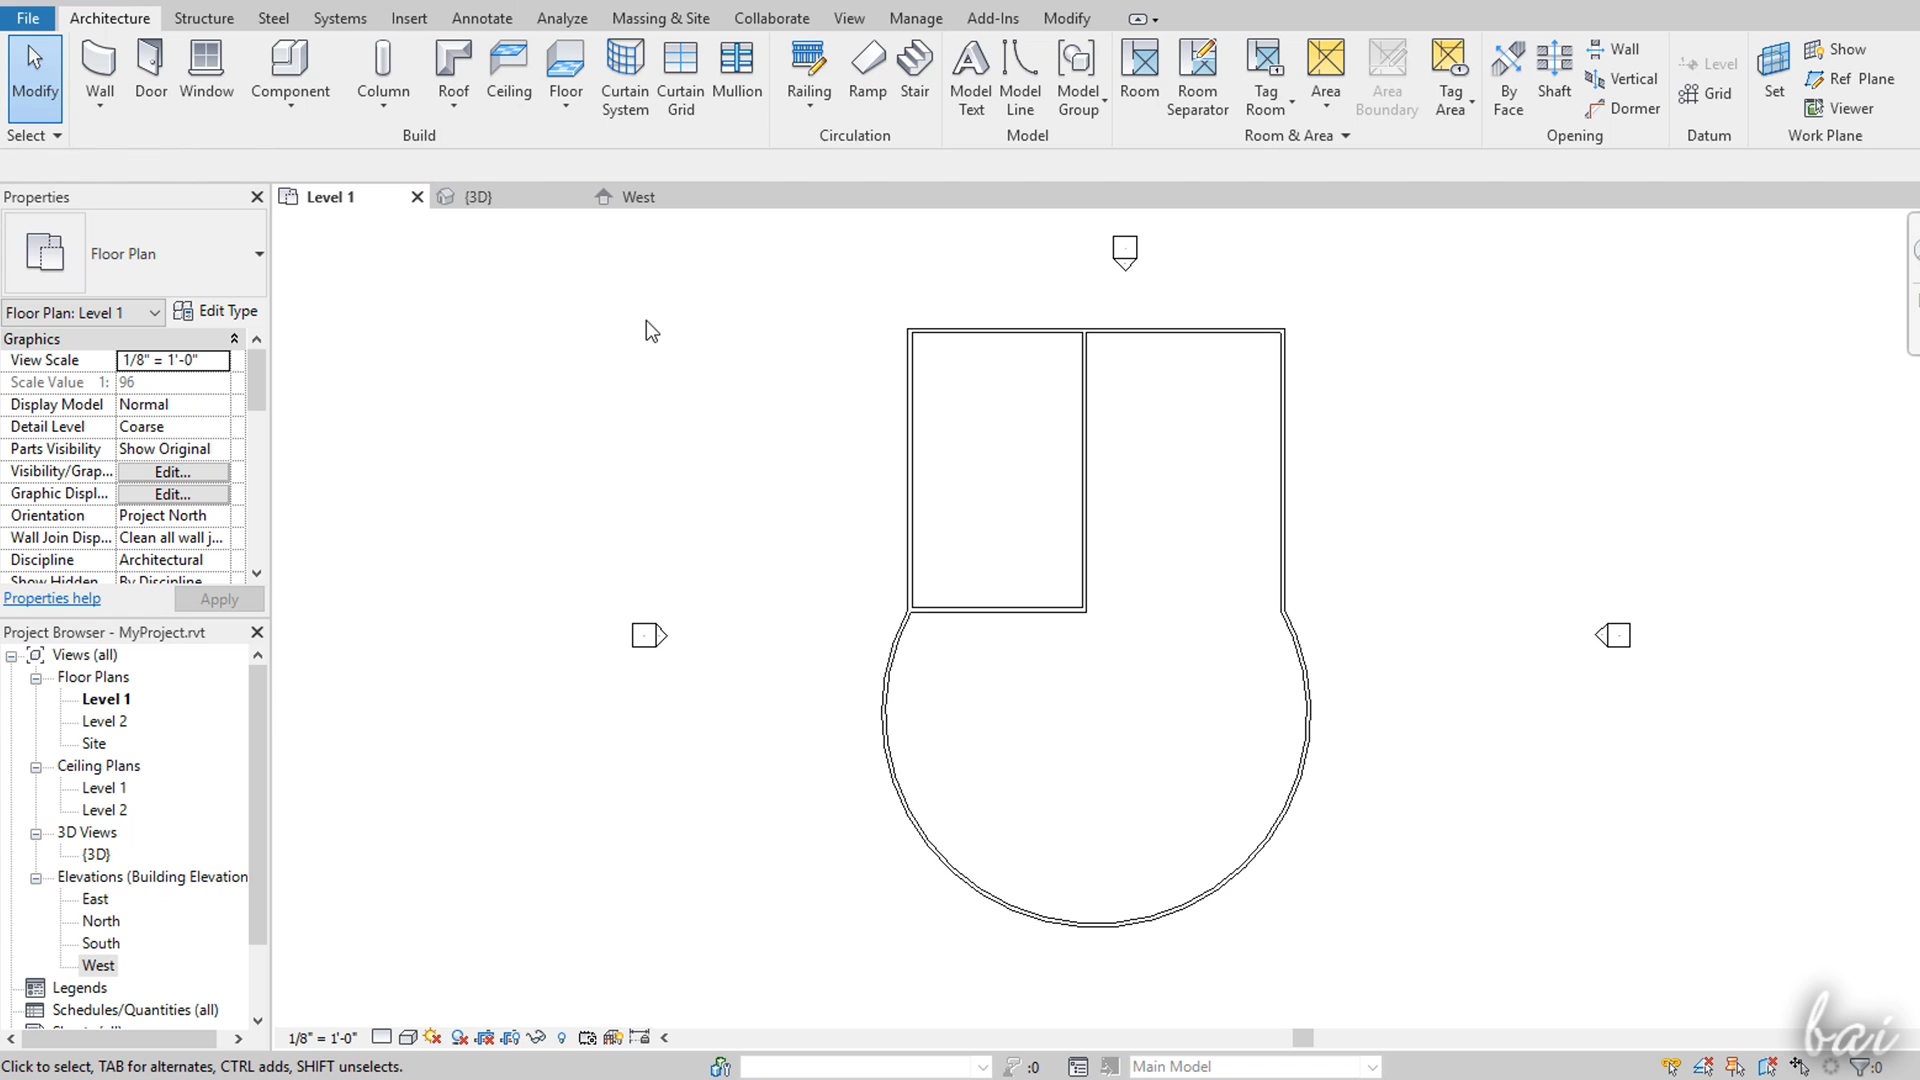 File Architecture Structure Steel Systems Insert Annotate Analyze Massing & Site Collaborate View Manage Add-Ins Modify
Modify Wall Door Window Component Column Roof Ceiling Floor Curtain System Curtain Grid Mullion Railing Ramp Stair Model Text Model Line Model Group Room Room Separator Tag Room Area Area Boundary Tag Area By Face Shaft Wall Vertical Dormer Level Grid Set Show Ref Plane Viewer
Select Build Circulation Model Room & Area Opening Datum Work Plane
Properties
Level 1 {3D} West
Floor Plan
Floor Plan: Level 1 Edit Type
Graphics
View Scale 1/8" = 1'-0"
Scale Value 1: 96
Display Model Normal
Detail Level Coarse
Parts Visibility Show Original
Visibility/Grap... Edit...
Graphic Displ... Edit...
Orientation Project North
Wall Join Disp... Clean all wall j...
Discipline Architectural
Show Hidden By Discipline
Properties help Apply
Project Browser - MyProject.rvt
Views (all)
Floor Plans
Level 1
Level 2
Site
Ceiling Plans
Level 1
Level 2
3D Views
{3D}
Elevations (Building Elevation
East
North
South
West
Legends
Schedules/Quantities (all)
1/8" = 1'-0"
Click to select, TAB for alternates, CTRL adds, SHIFT unselects.
:0
Main Model
:0
bai